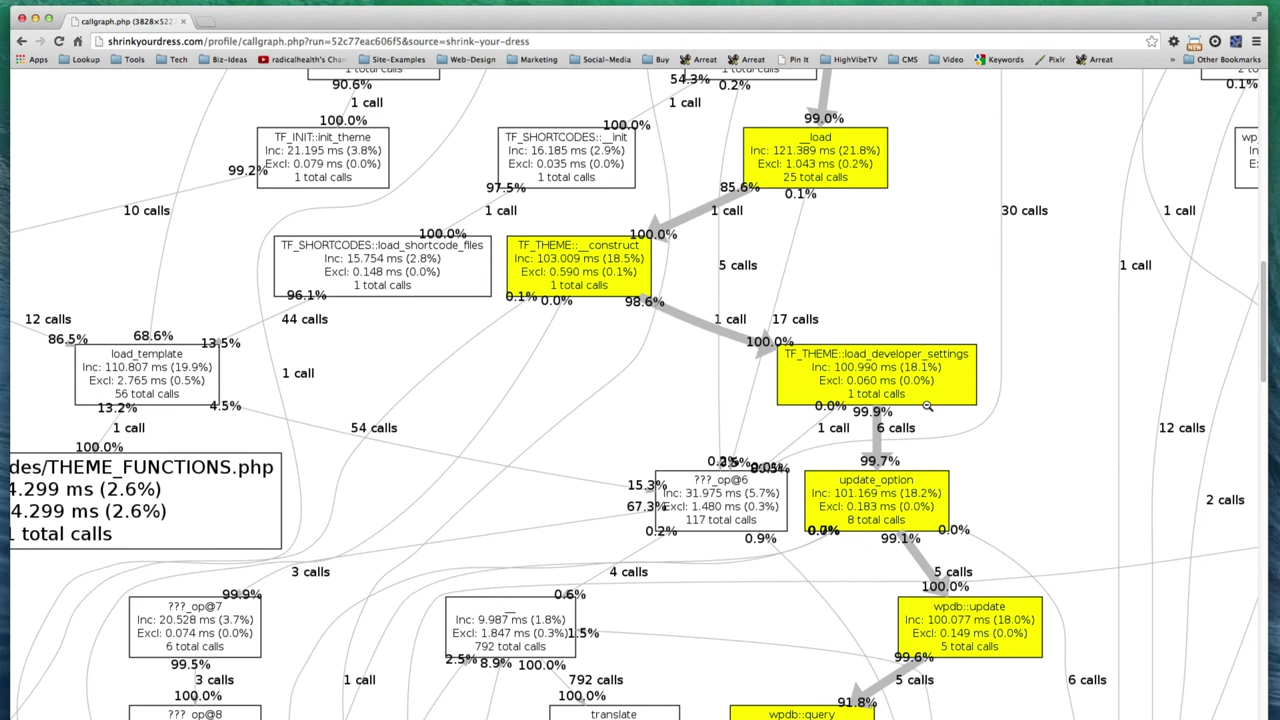 callgraph.php (3828×522
shrinkyourdress.com/profile/callgraph.php?run=52c77eac606f5&source=shrink-your-dress
Apps Lookup Tools Tech Biz-Ideas radicalhealth's Chan Site-Examples Web-Design Marketing Social-Media Buy Arreat Arreat Pin It HighVibeTV CMS Video Keywords Pixlr Arreat » Other Bookmarks
NEW
1 total calls
1 total calls
90.6%
54.3%
0.2%
0.1%
1 call
1 call
100.0%
100.0%
99.0%
TF_INIT::init_theme
Inc: 21.195 ms (3.8%)
Excl: 0.079 ms (0.0%)
1 total calls
TF_SHORTCODES::__init
Inc: 16.185 ms (2.9%)
Excl: 0.035 ms (0.0%)
1 total calls
__load
Inc: 121.389 ms (21.8%)
Excl: 1.043 ms (0.2%)
25 total calls
99.2%
97.5%
85.6%
0.1%
10 calls
1 call
1 call
30 calls
1 call
100.0%
100.0%
TF_SHORTCODES::load_shortcode_files
Inc: 15.754 ms (2.8%)
Excl: 0.148 ms (0.0%)
1 total calls
TF_THEME::__construct
Inc: 103.009 ms (18.5%)
Excl: 0.590 ms (0.1%)
1 total calls
5 calls
1 call
96.1%
0.1%
0.0%
98.6%
12 calls
44 calls
1 call
17 calls
86.5%
68.6%
13.5%
100.0%
load_template
Inc: 110.807 ms (19.9%)
Excl: 2.765 ms (0.5%)
56 total calls
1 call
TF_THEME::load_developer_settings
Inc: 100.990 ms (18.1%)
Excl: 0.060 ms (0.0%)
1 total calls
13.2%
4.5%
0.0%
99.9%
1 call
54 calls
1 call
6 calls
12 calls
100.0%
99.7%
des/THEME_FUNCTIONS.php
4.299 ms (2.6%)
4.299 ms (2.6%)
1 total calls
15.3%
67.3%
???_op@6
Inc: 31.975 ms (5.7%)
Excl: 1.480 ms (0.3%)
117 total calls
update_option
Inc: 101.169 ms (18.2%)
Excl: 0.183 ms (0.0%)
8 total calls
2 calls
0.2%
0.9%
0.0%
99.1%
3 calls
4 calls
5 calls
99.9%
0.6%
100.0%
???_op@7
Inc: 20.528 ms (3.7%)
Excl: 0.074 ms (0.0%)
6 total calls
__
Inc: 9.987 ms (1.8%)
Excl: 1.847 ms (0.3%)
792 total calls
1.5%
wpdb::update
Inc: 100.077 ms (18.0%)
Excl: 0.149 ms (0.0%)
5 total calls
99.5%
2.5%
8.9%
100.0%
99.6%
3 calls
1 call
792 calls
5 calls
6 calls
100.0%
100.0%
91.8%
???_op@8
translate
wpdb::query